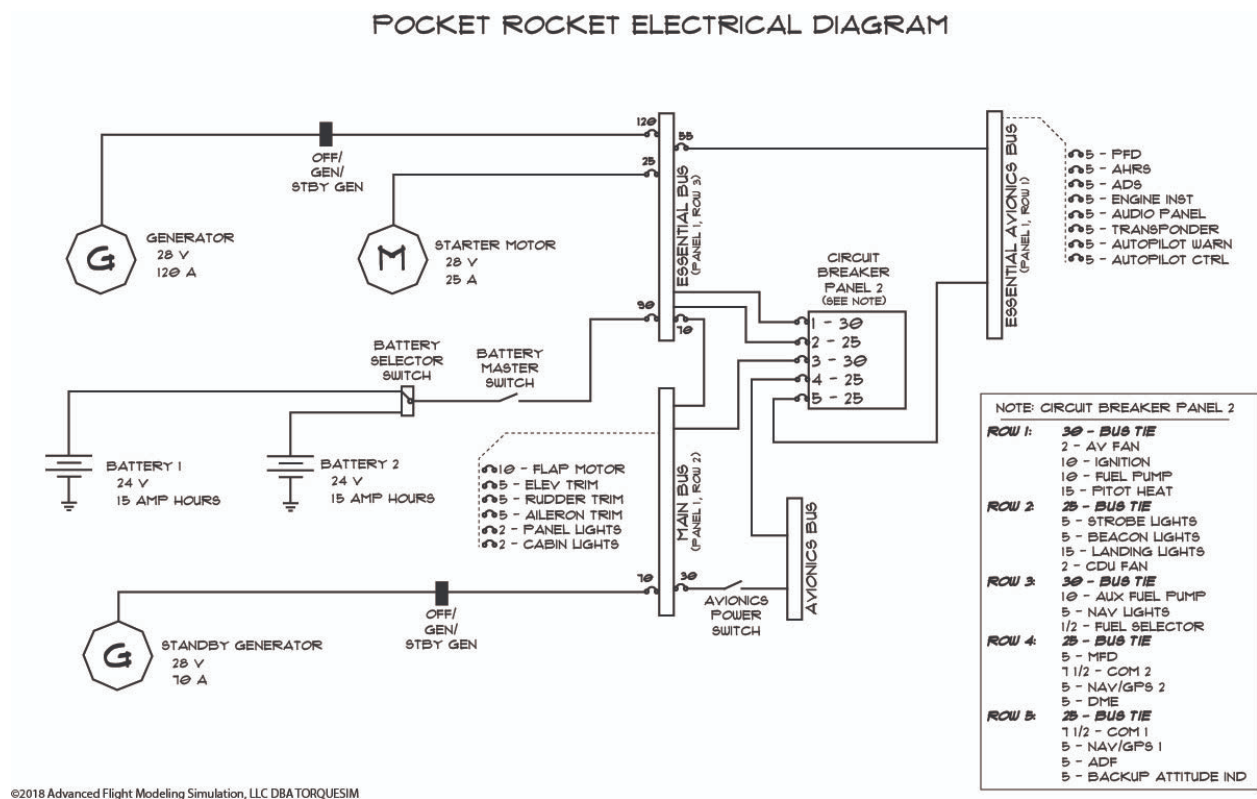 POCKET ROCKET ELECTRICAL DIAGRAM
120
55
OFF/
GEN/
STBY GEN
25
GENERATOR
28 V
120 A
STARTER MOTOR
28 V
25 A
G
M
ESSENTIAL BUS
(PANEL 1, ROW 3)
ESSENTIAL AVIONICS BUS
(PANEL 1, ROW 1)
5 - PFD
5 - AHRS
5 - ADS
5 - ENGINE INST
5 - AUDIO PANEL
5 - TRANSPONDER
5 - AUTOPILOT WARN
5 - AUTOPILOT CTRL
CIRCUIT
BREAKER
PANEL 2
(SEE NOTE)
1 - 30
2 - 25
3 - 30
4 - 25
5 - 25
30
70
BATTERY
SELECTOR
SWITCH
BATTERY
MASTER
SWITCH
BATTERY 1
24 V
15 AMP HOURS
BATTERY 2
24 V
15 AMP HOURS
10 - FLAP MOTOR
5 - ELEV TRIM
5 - RUDDER TRIM
5 - AILERON TRIM
2 - PANEL LIGHTS
2 - CABIN LIGHTS
MAIN BUS
(PANEL 1, ROW 2)
AVIONICS BUS
70
30
AVIONICS
POWER
SWITCH
OFF/
GEN/
STBY GEN
G
STANDBY GENERATOR
28 V
70 A
NOTE: CIRCUIT BREAKER PANEL 2
ROW 1: 30 - BUS TIE
2 - AV FAN
10 - IGNITION
10 - FUEL PUMP
15 - PITOT HEAT
ROW 2: 25 - BUS TIE
5 - STROBE LIGHTS
5 - BEACON LIGHTS
15 - LANDING LIGHTS
2 - CDU FAN
ROW 3: 30 - BUS TIE
10 - AUX FUEL PUMP
5 - NAV LIGHTS
1/2 - FUEL SELECTOR
ROW 4: 25 - BUS TIE
5 - MFD
7 1/2 - COM 2
5 - NAV/GPS 2
5 - DME
ROW 5: 25 - BUS TIE
7 1/2 - COM 1
5 - NAV/GPS 1
5 - ADF
5 - BACKUP ATTITUDE IND
©2018 Advanced Flight Modeling Simulation, LLC DBA TORQUESIM